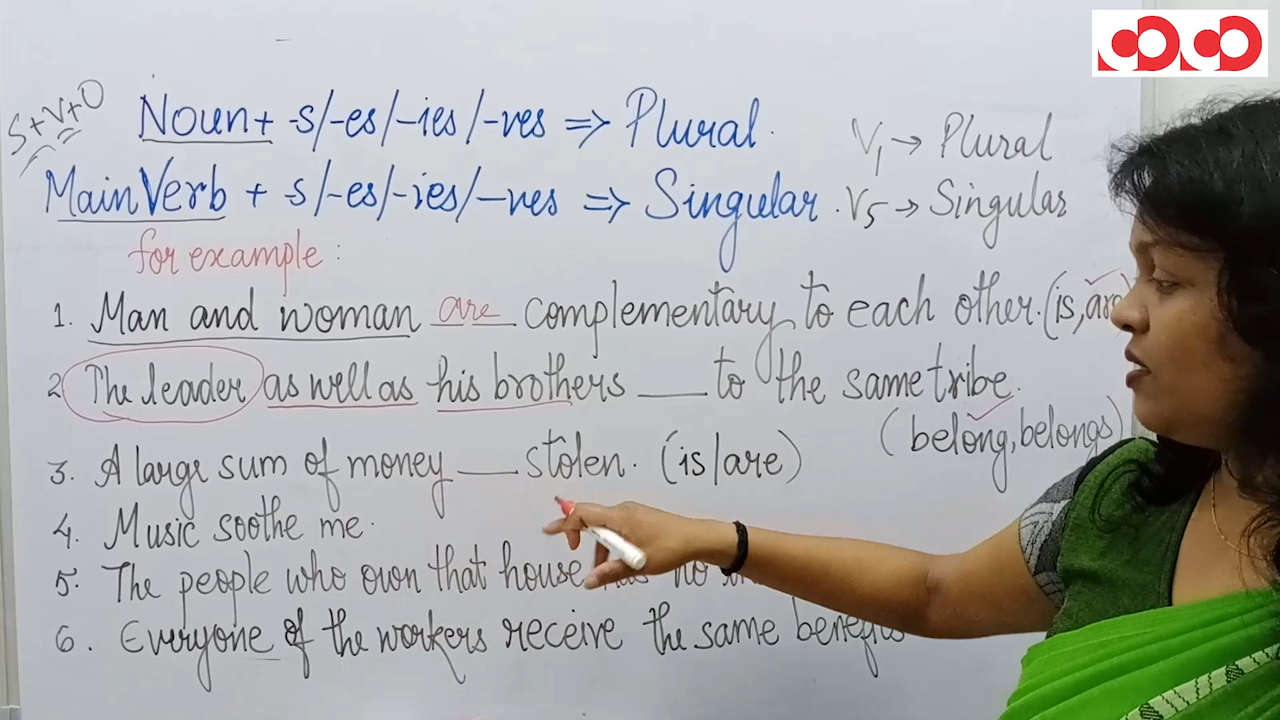 S+V+O
Noun + -s/-es/-ies/-ves => Plural.
V1 → Plural
Main Verb + -s/-es/-ies/-ves => Singular.
V5 → Singular
for example:
1. Man and woman are complementary to each other. (is, are)
2 The leader as well as his brothers ___ to the same tribe.
(belong, belongs)
3. A large sum of money ___ stolen. (is/are)
4. Music soothe me.
5. The people who own that house no
6. Everyone of the workers receive the same benefits